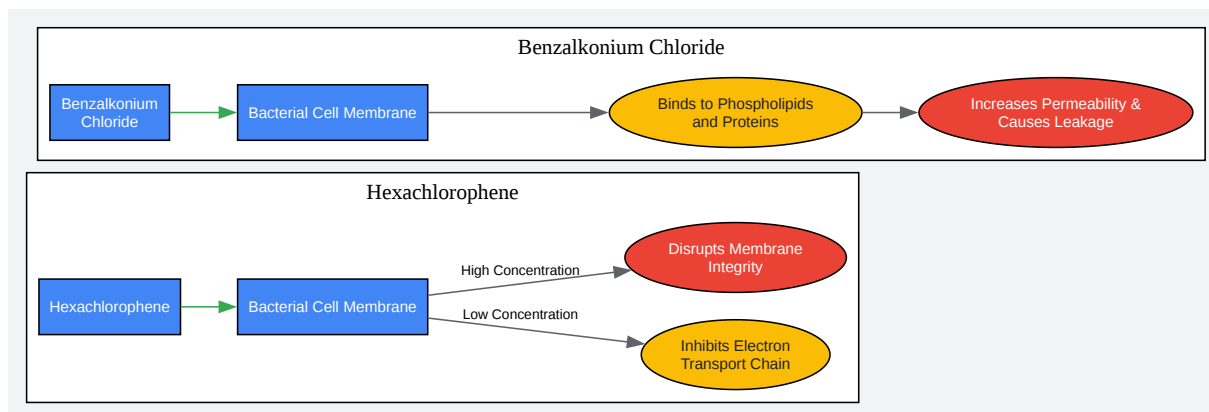 Benzalkonium Chloride
Benzalkonium
Chloride
Bacterial Cell Membrane
Binds to Phospholipids
and Proteins
Increases Permeability &
Causes Leakage
Hexachlorophene
Hexachlorophene
Bacterial Cell Membrane
High Concentration
Disrupts Membrane
Integrity
Low Concentration
Inhibits Electron
Transport Chain